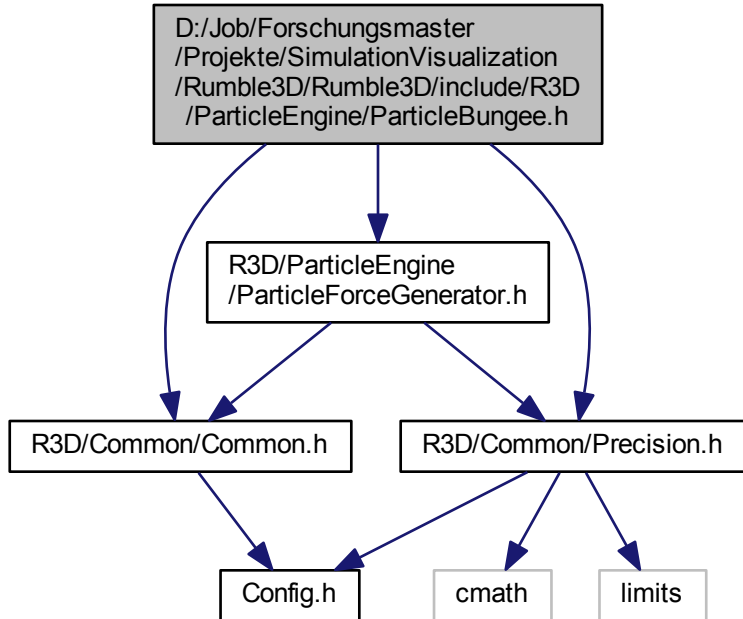 D:/Job/Forschungsmaster
/Projekte/SimulationVisualization
/Rumble3D/Rumble3D/include/R3D
/ParticleEngine/ParticleBungee.h
R3D/ParticleEngine
/ParticleForceGenerator.h
R3D/Common/Common.h
R3D/Common/Precision.h
Config.h
cmath
limits